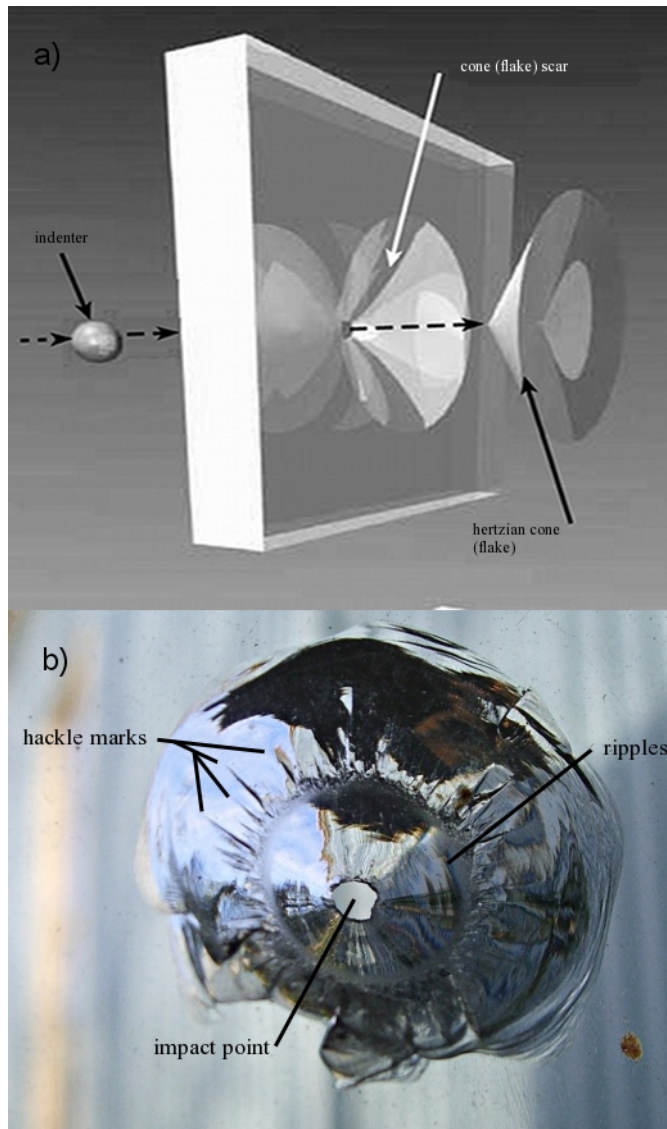 a)
cone (flake) scar
indenter
hertzian cone
(flake)
b)
hackle marks
ripples
impact point